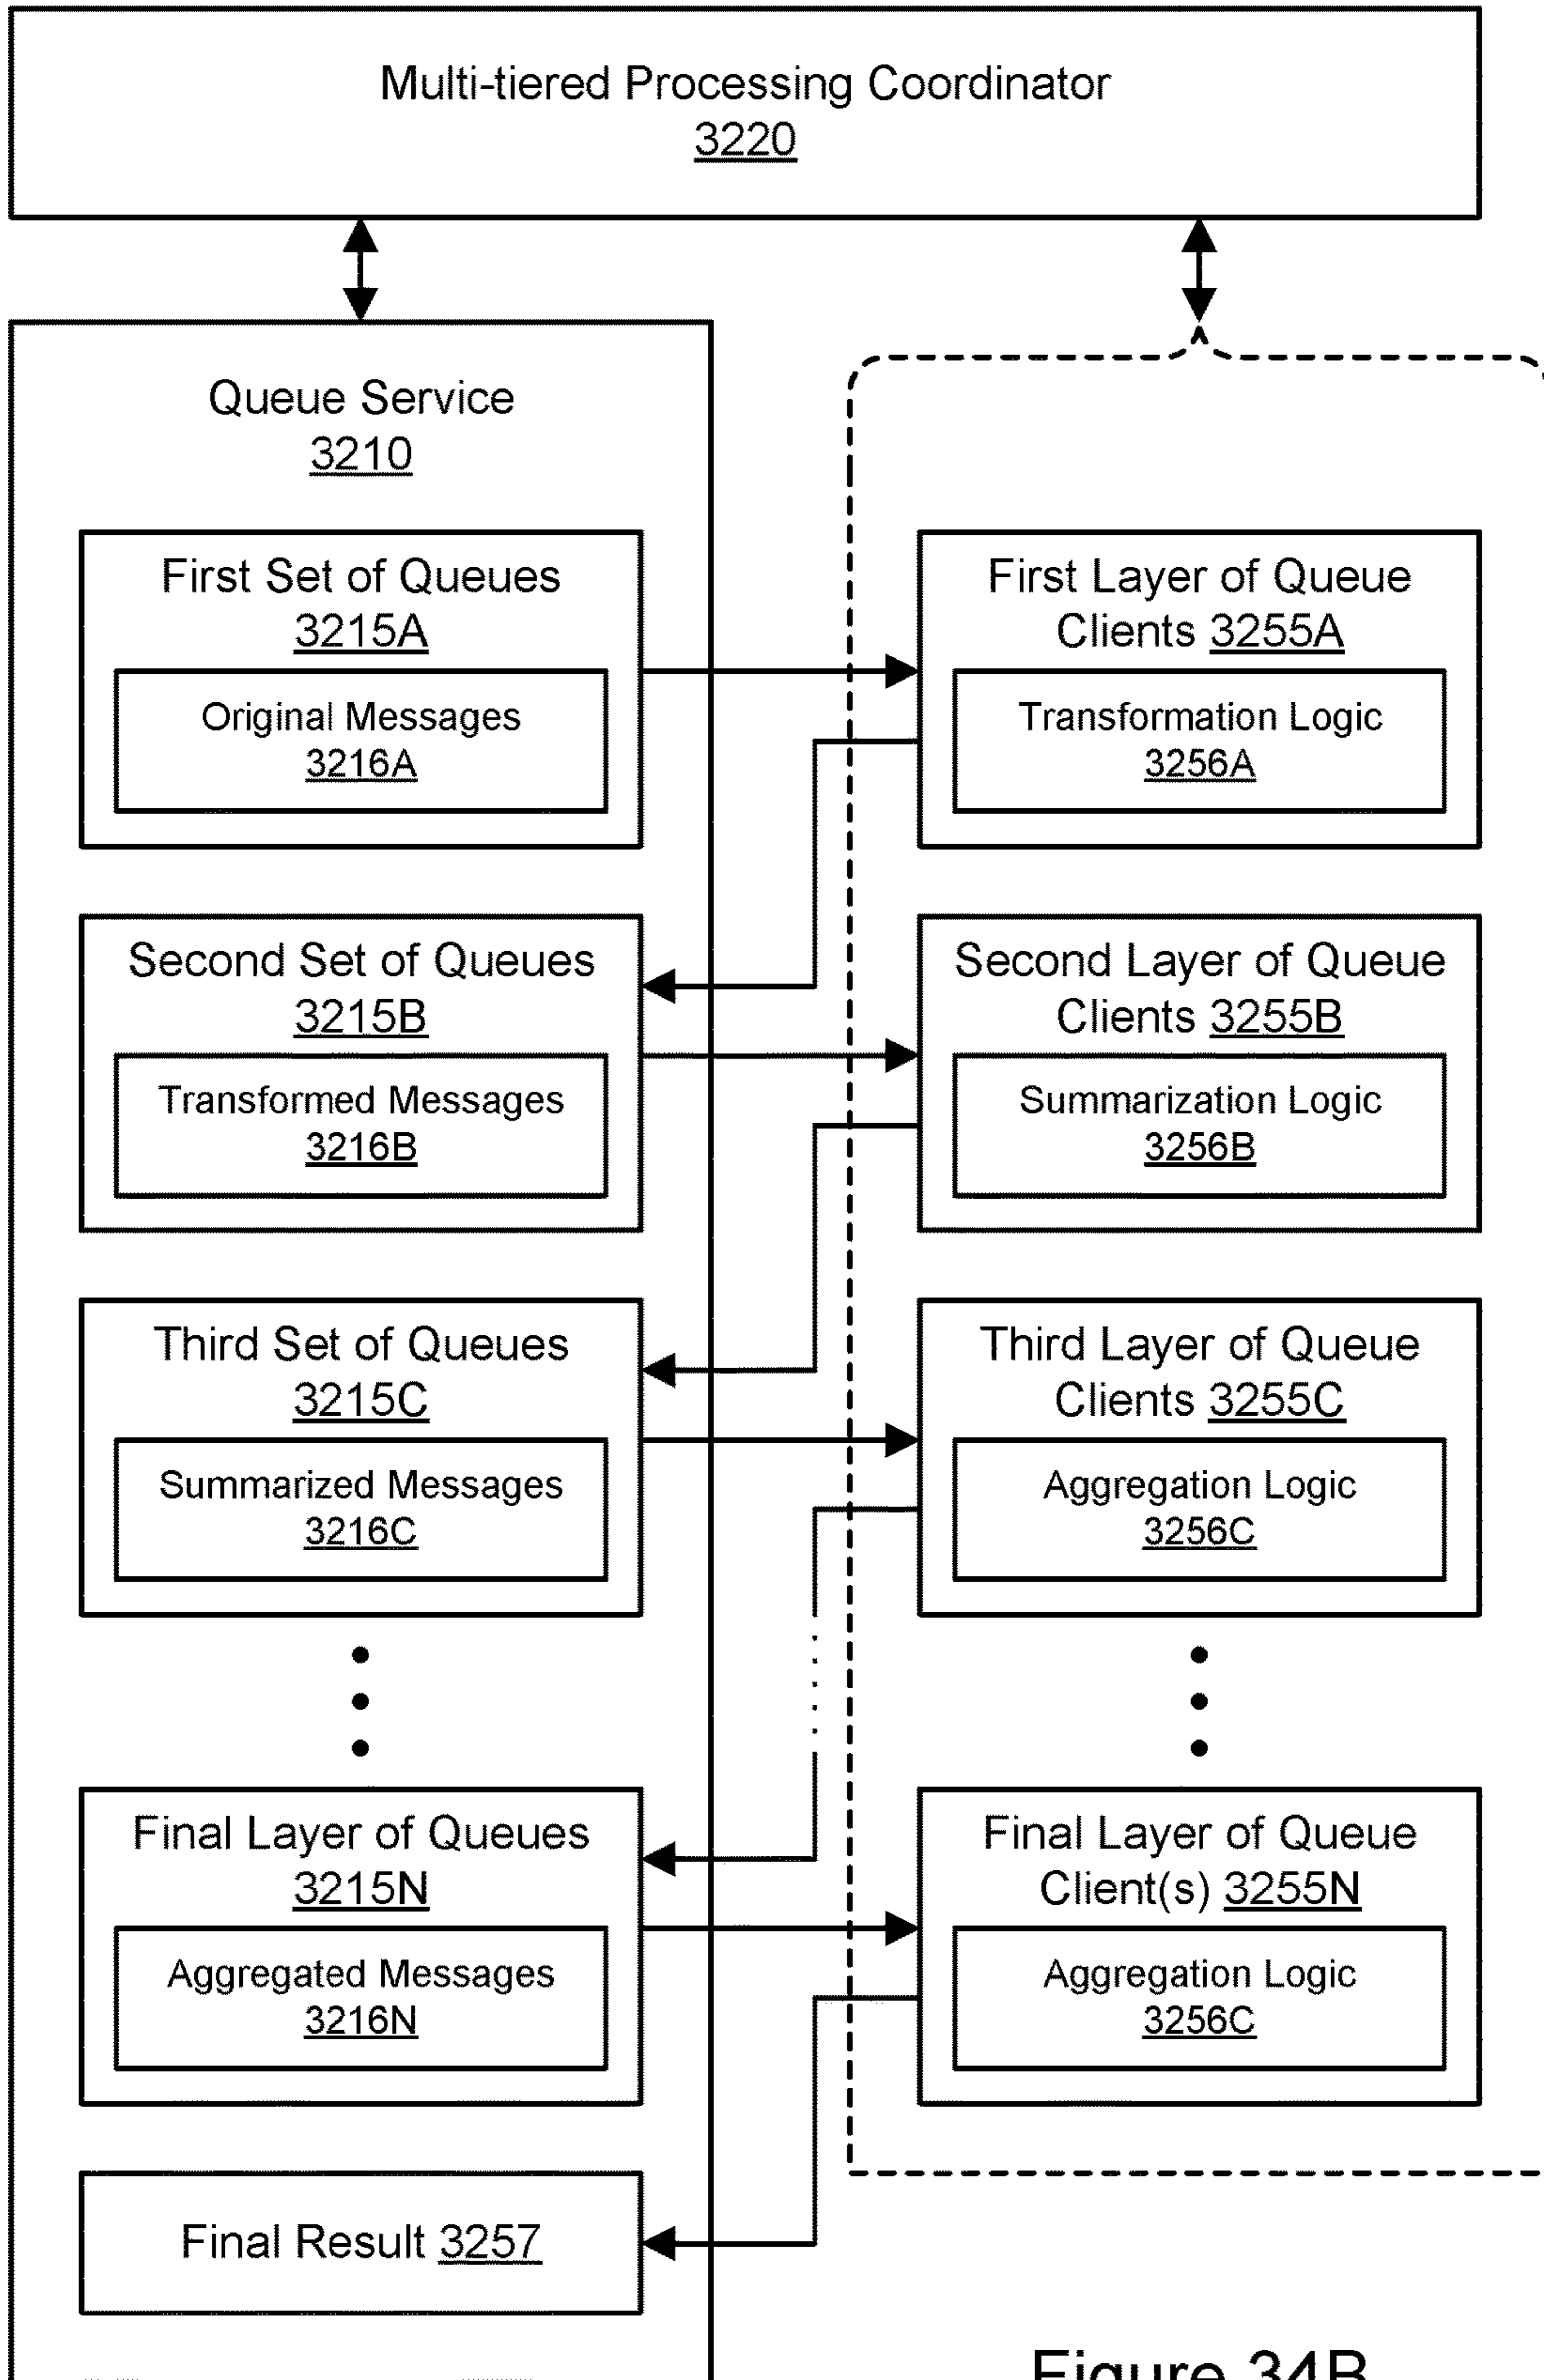 Multi-tiered Processing Coordinator
3220
Queue Service
3210
First Set of Queues
3215A
Original Messages
3216A
First Layer of Queue
Clients 3255A
Transformation Logic
3256A
Second Set of Queues
3215B
Transformed Messages
3216B
Second Layer of Queue
Clients 3255B
Summarization Logic
3256B
Third Set of Queues
3215C
Summarized Messages
3216C
Third Layer of Queue
Clients 3255C
Aggregation Logic
3256C
Final Layer of Queues
3215N
Aggregated Messages
3216N
Final Layer of Queue
Client(s) 3255N
Aggregation Logic
3256C
Final Result 3257
Figure 34B